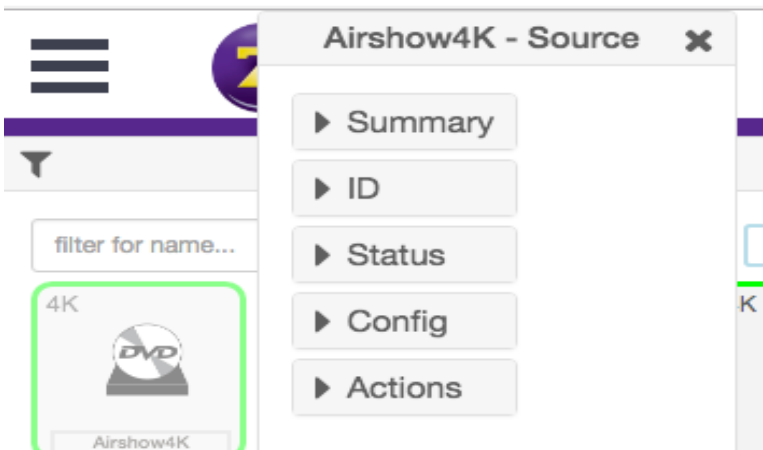 Airshow4K - Source
Summary
ID
Status
Config
Actions
filter for name...
4K
DVD
Airshow4K
K